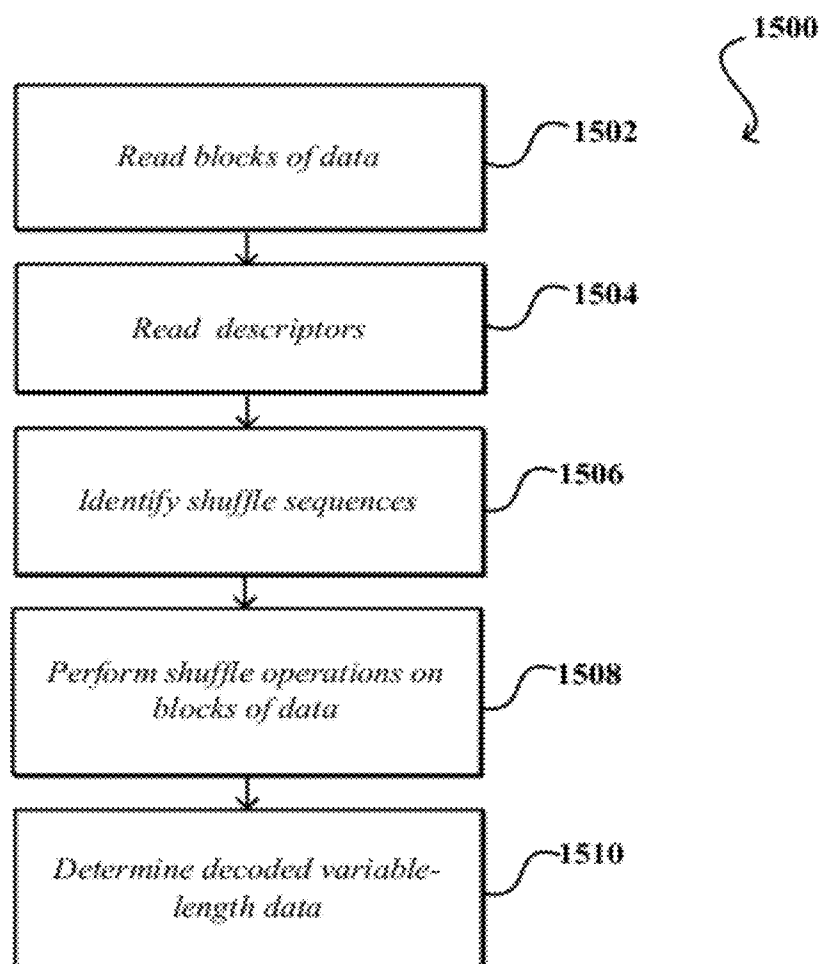 1500
Read blocks of data
1502
Read descriptors
1504
Identify shuffle sequences
1506
Perform shuffle operations on
blocks of data
1508
Determine decoded variable-
length data
1510